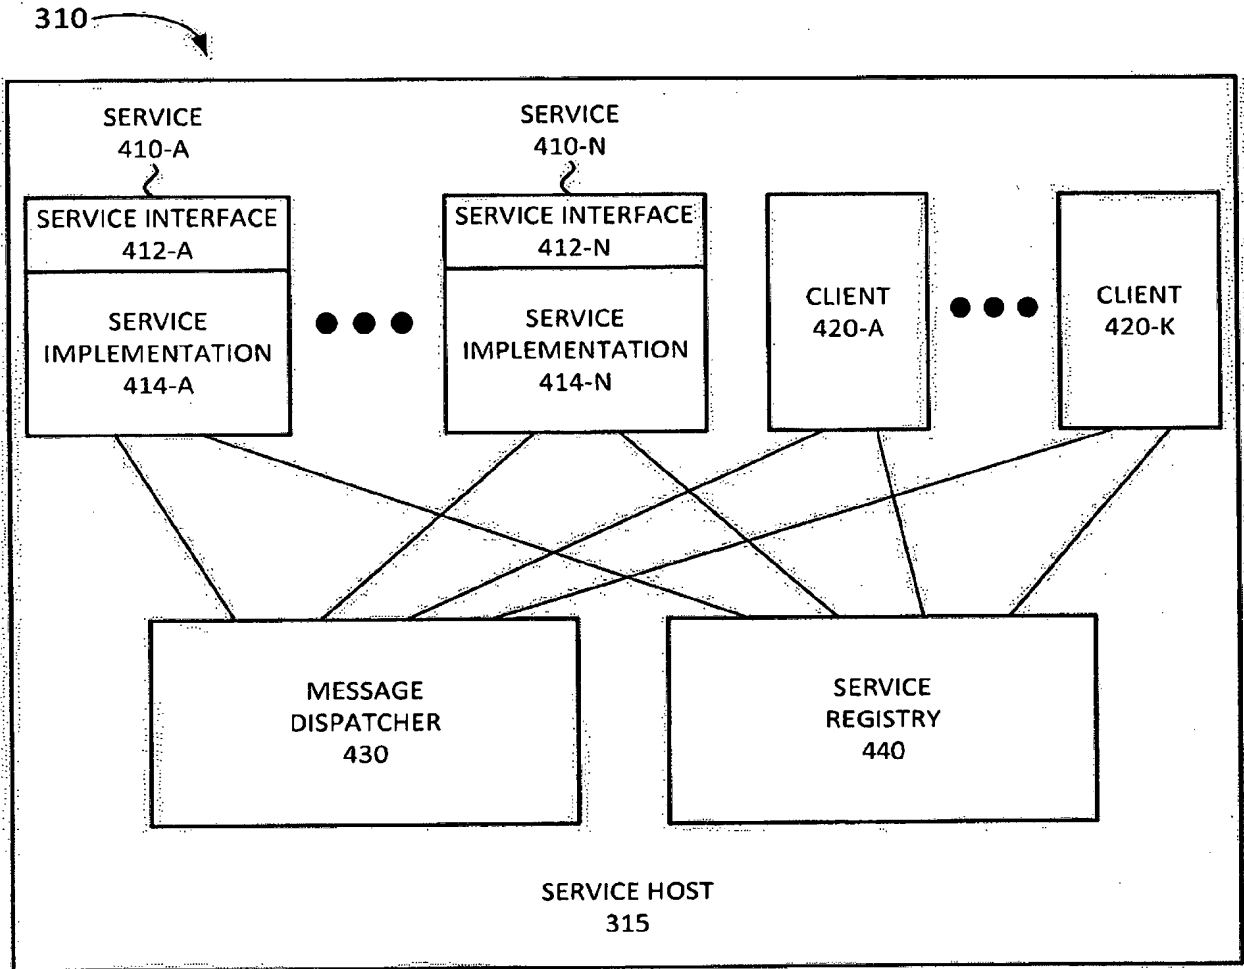 310
SERVICE
410-A
SERVICE
410-N
SERVICE INTERFACE
412-A
SERVICE IMPLEMENTATION
414-A
SERVICE INTERFACE
412-N
SERVICE IMPLEMENTATION
414-N
CLIENT
420-A
CLIENT
420-K
MESSAGE
DISPATCHER
430
SERVICE
REGISTRY
440
SERVICE HOST
315